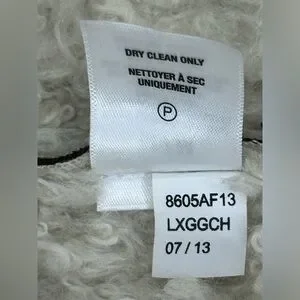 DRY CLEAN ONLY
NETTOYER À SEC
UNIQUEMENT
P
8605AF13
LXGGCH
07 / 13